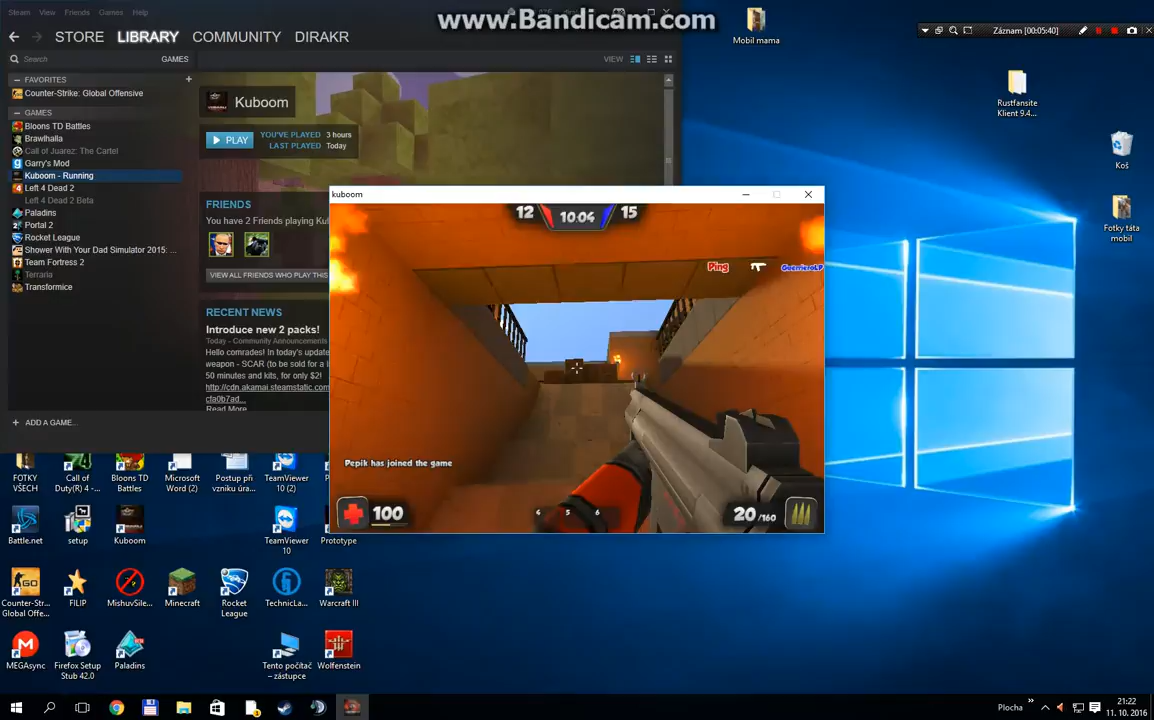 Steam View Friends Games Help
www.Bandicam.com
STORE LIBRARY COMMUNITY DIRAKR
Search GAMES
VIEW
FAVORITES
Counter-Strike: Global Offensive
GAMES
Bloons TD Battles
Brawlhalla
Call of Juarez: The Cartel
Garry's Mod
Kuboom - Running
Left 4 Dead 2
Left 4 Dead 2 Beta
Paladins
Portal 2
Rocket League
Shower With Your Dad Simulator 2015: ...
Team Fortress 2
Terraria
Transformice
ADD A GAME...
Kuboom
PLAY
YOU'VE PLAYED 3 hours
LAST PLAYED Today
FRIENDS
You have 2 Friends playing Ku
VIEW ALL FRIENDS WHO PLAY THIS
RECENT NEWS
Introduce new 2 packs!
Today - Community Announcements
Hello comrades! In today's update
weapon - SCAR (to be sold for a l
50 minutes and kits, for only $2!
http://cdn.akamai.steamstatic.
cfa0b7ad...
Read More
kuboom
12 10:04 15
Ping GuerrieroLP
Pepik has joined the game
100
4 5 6
20/160
Mobil mama
Záznam [00:05:40]
Rustfansite
Klient 9.4...
Koš
Fotky táta
mobil
FOTKY
VŠECH
Call of
Duty(R) 4 -...
Bloons TD
Battles
Microsoft
Word (2)
Postup při
vzniku úra...
TeamViewer
10 (2)
Battle.net
setup
Kuboom
TeamViewer
10
Prototype
Counter-Str...
Global Offe...
FILIP
MishuvSile...
Minecraft
Rocket
League
TechnicLa...
Warcraft III
MEGAsync
Firefox Setup
Stub 42.0
Paladins
Tento počítač
– zástupce
Wolfenstein
Plocha
21:22
11. 10. 2016